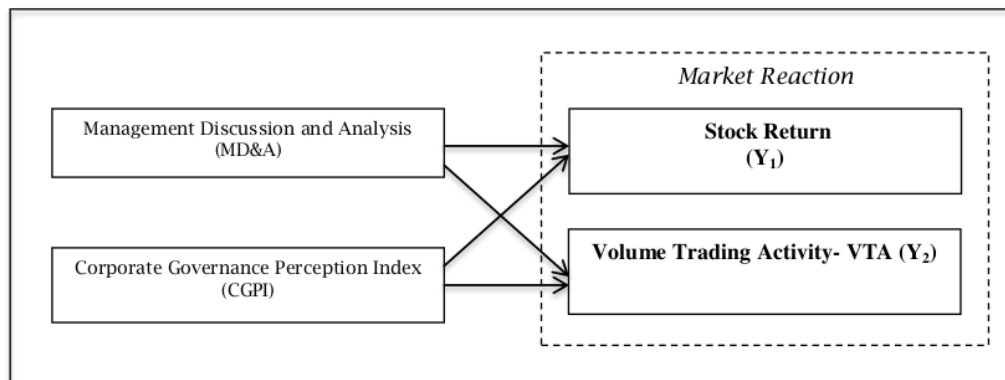 Market Reaction
Management Discussion and Analysis
(MD&A)
Stock Return
(Y₁)
Corporate Governance Perception Index
(CGPI)
Volume Trading Activity- VTA (Y₂)